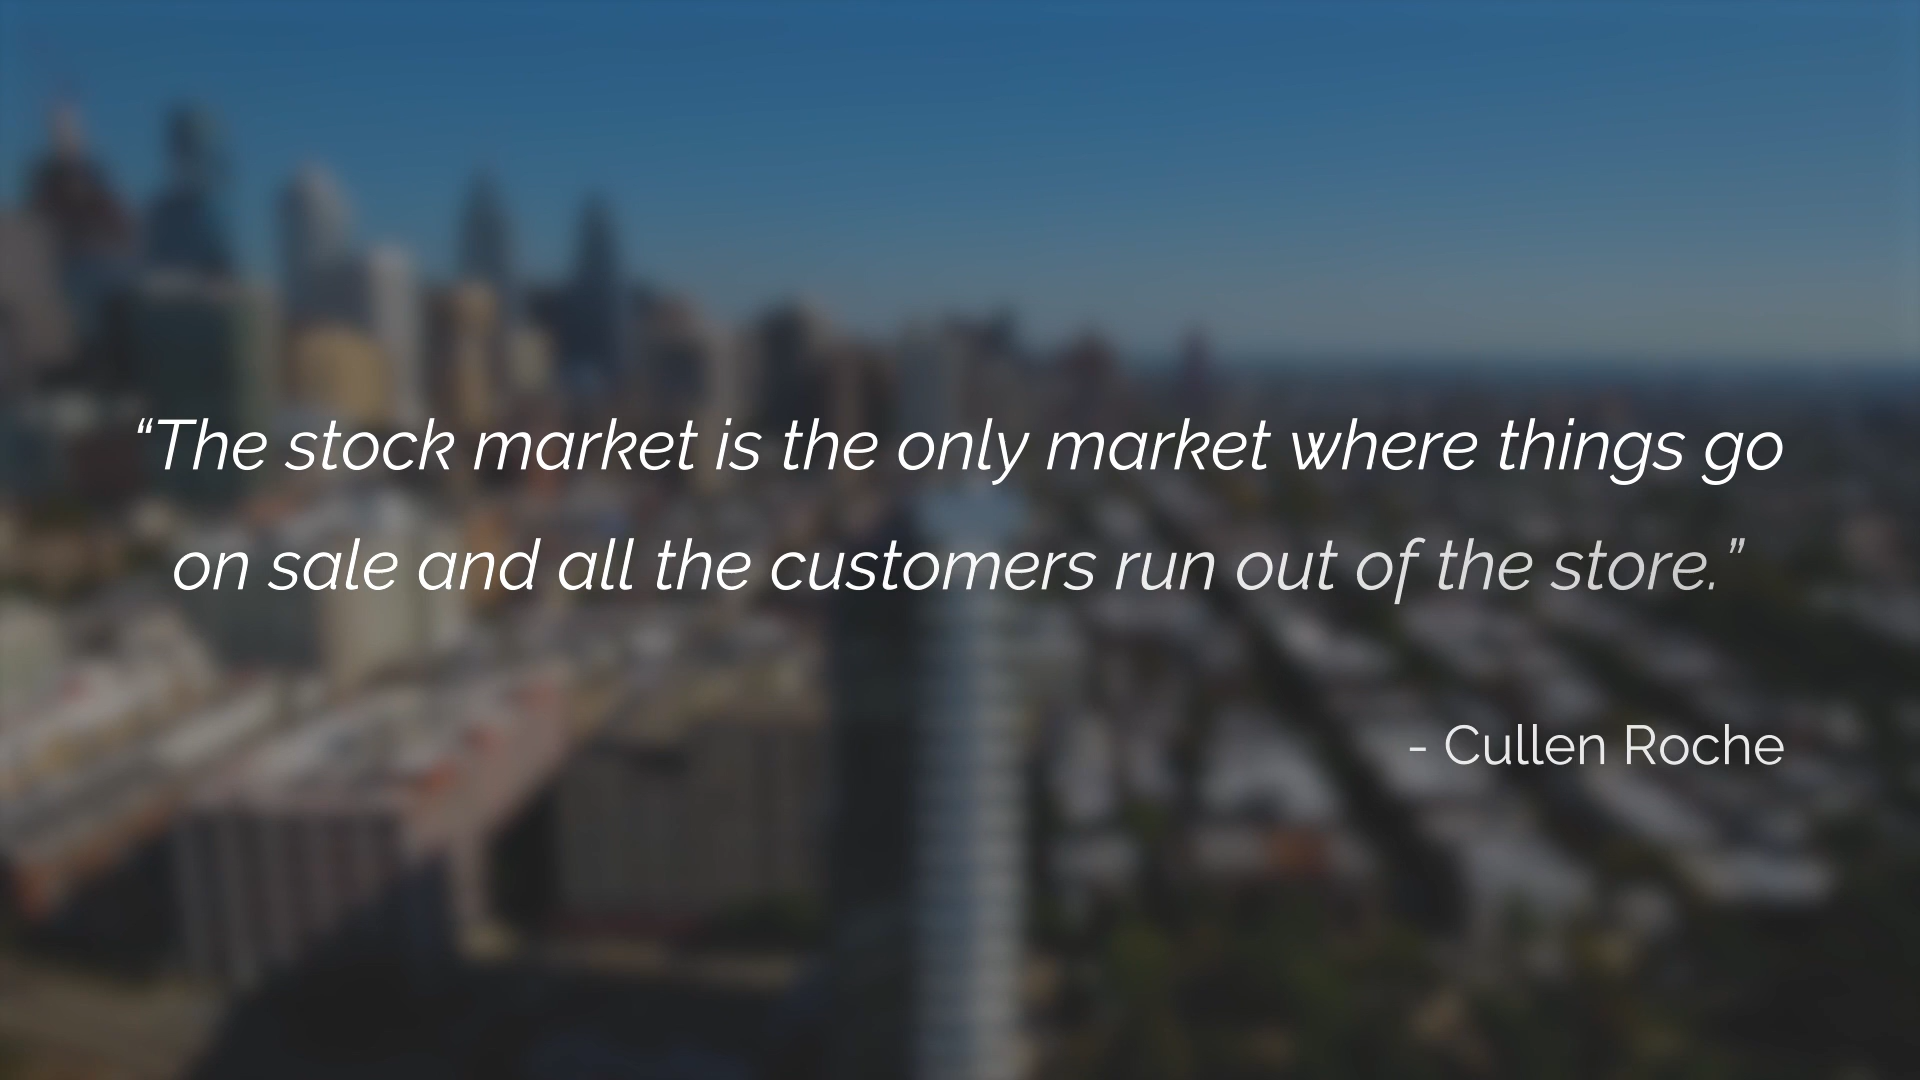 “The stock market is the only market where things go
on sale and all the customers run out of the store.”
- Cullen Roche